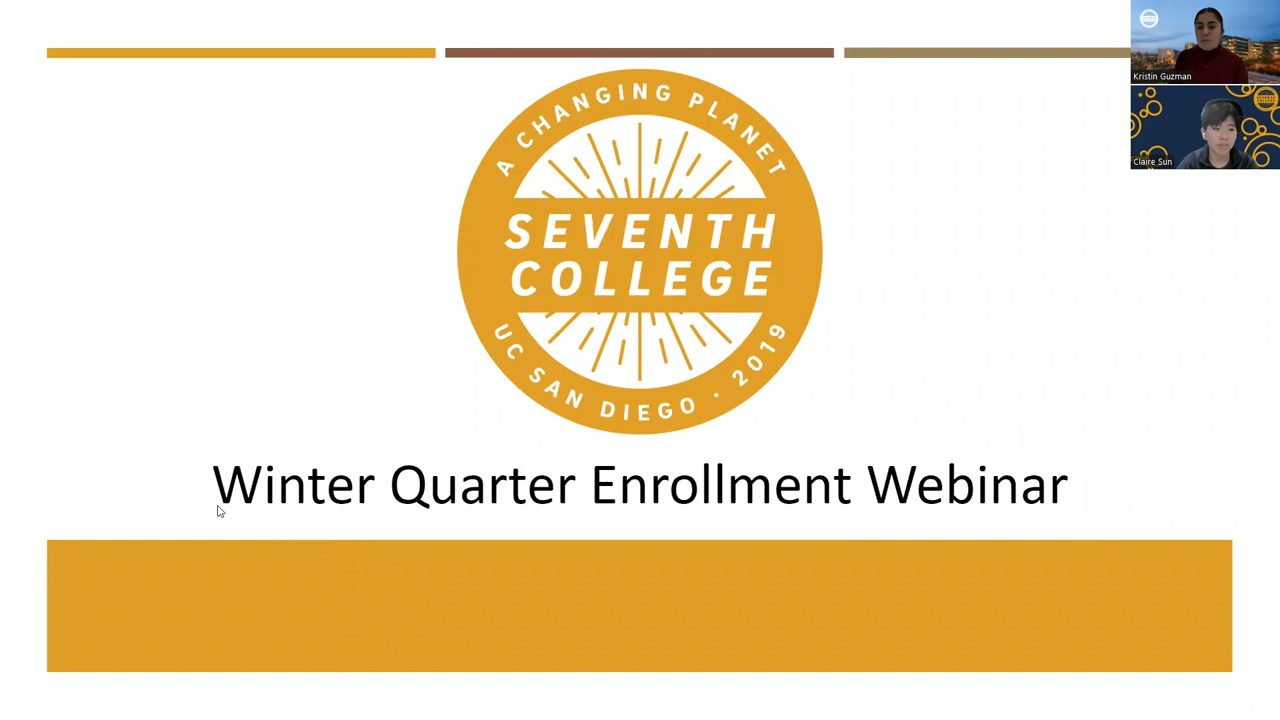 A CHANGING PLANET
SEVENTH
COLLEGE
UC SAN DIEGO · 2019
Winter Quarter Enrollment Webinar
Kristin Guzman
Claire Sun